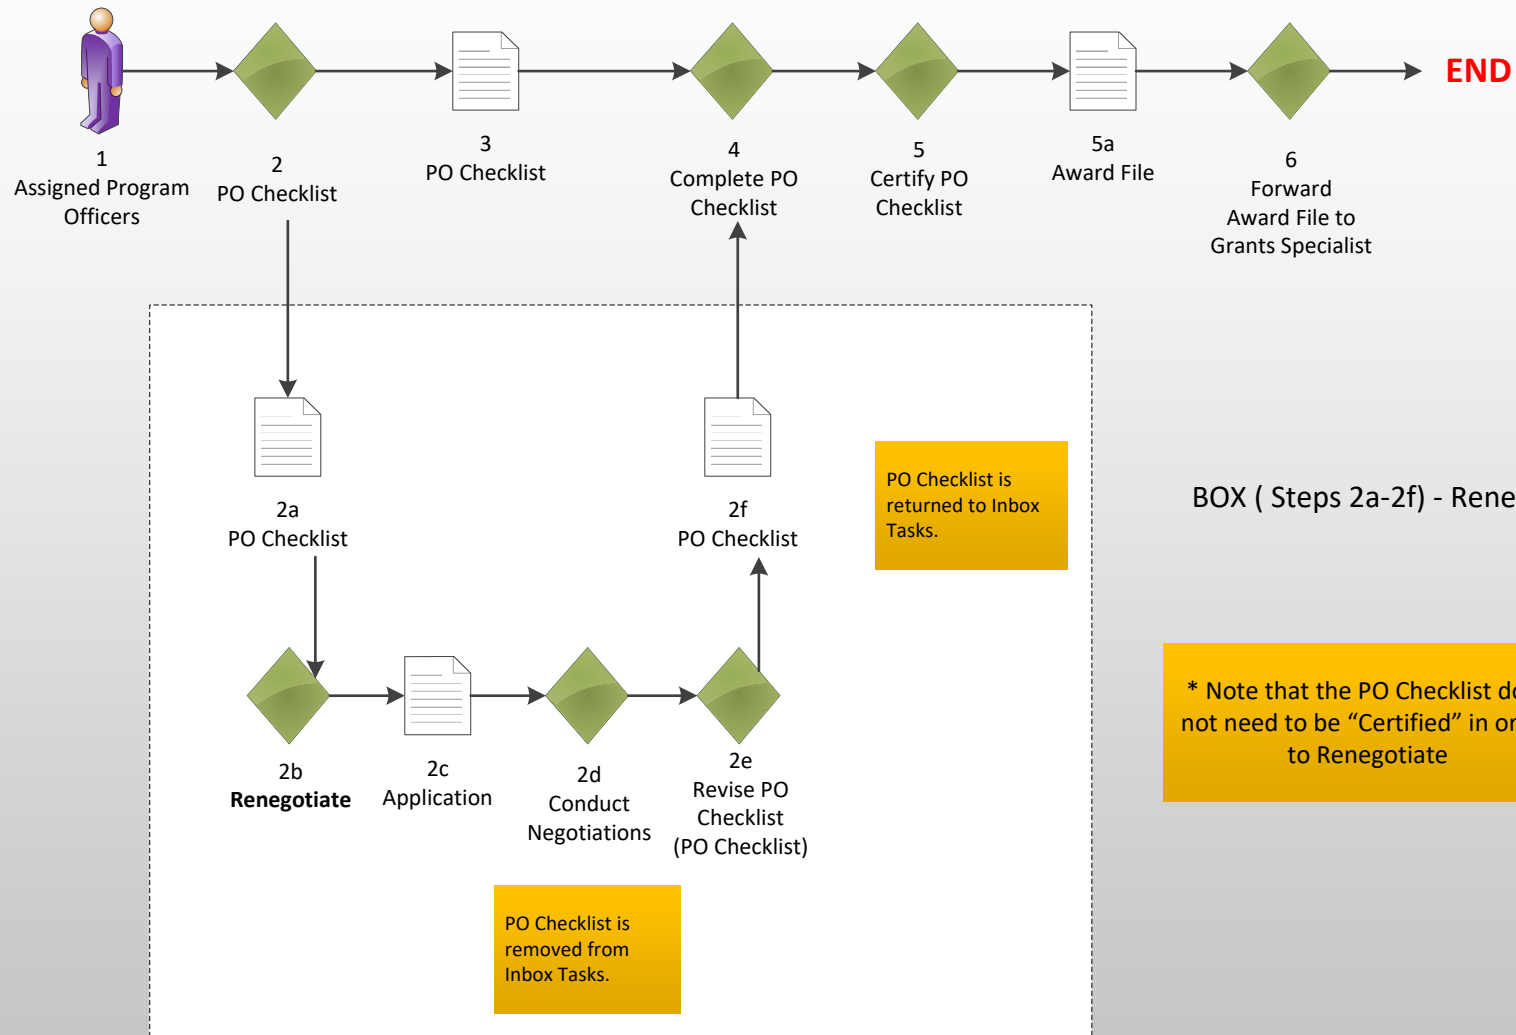 END
1
Assigned Program
Officers
2
PO Checklist
3
PO Checklist
4
Complete PO
Checklist
5
Certify PO
Checklist
5a
Award File
6
Forward
Award File to
Grants Specialist
2a
PO Checklist
2f
PO Checklist
PO Checklist is
returned to Inbox
Tasks.
BOX ( Steps 2a-2f) -
2b
Renegotiate
2c
Application
2d
Conduct
Negotiations
2e
Revise PO
Checklist
(PO Checklist)
* Note that the PO Checklist
not need to be “Certified” in
to Renegotiate
PO Checklist is
removed from
Inbox Tasks.